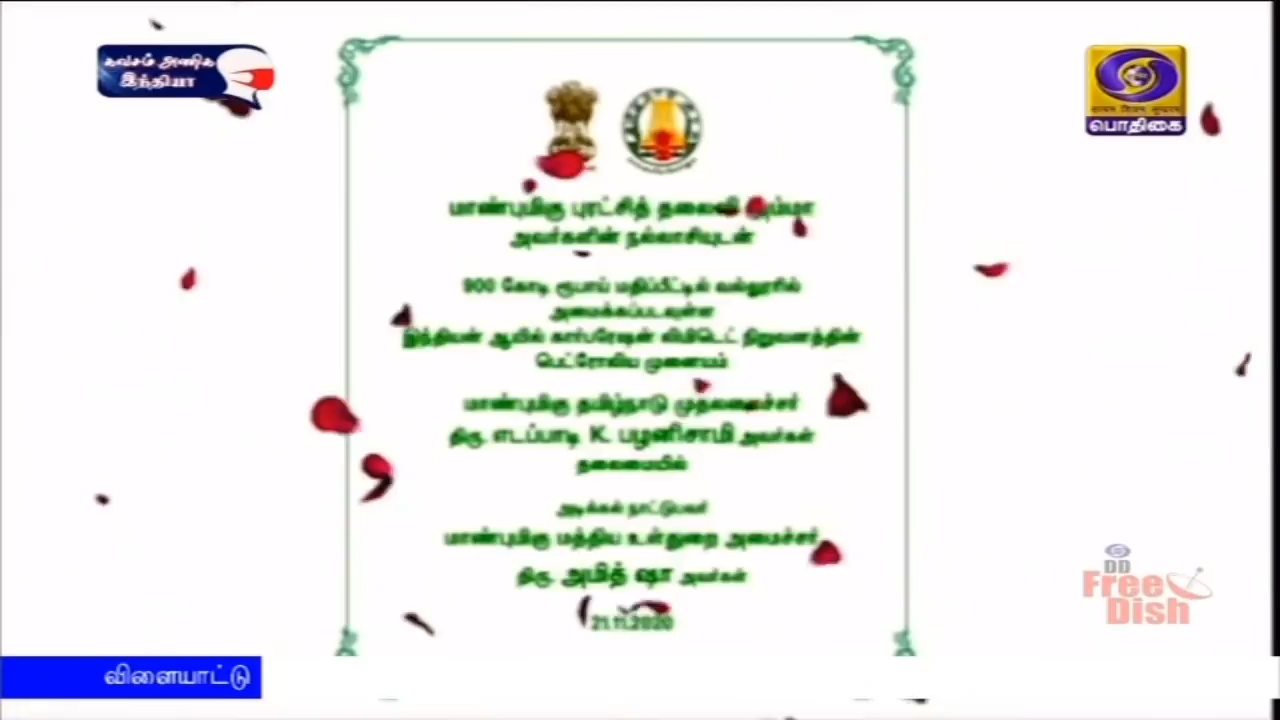 கவசம் அணிக
இந்தியா
பொதிகை
மாண்புமிகு புரட்சித் தலைவி அம்மா
அவர்களின் நல்லாசியுடன்
900 கோடி ரூபாய் மதிப்பீட்டில் வல்லூரில்
அமைக்கப்படவுள்ள
இந்தியன் ஆயில் கார்ப்பரேஷன் லிமிடெட் நிறுவனத்தின்
பெட்ரோலிய முனையம்
மாண்புமிகு தமிழ்நாடு முதலமைச்சர்
திரு. எடப்பாடி K. பழனிசாமி அவர்கள்
தலைமையில்
அடிக்கல் நாட்டுபவர்
மாண்புமிகு மத்திய உள்துறை அமைச்சர்
திரு. அமித் ஷா அவர்கள்
21.11.2020
DD
Free
Dish
விளையாட்டு